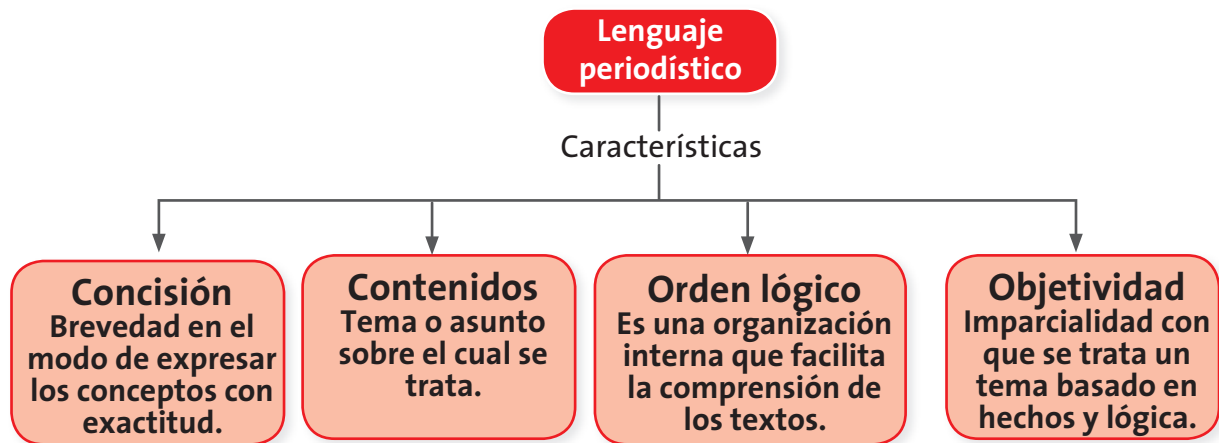 Lenguaje
periodístico
Características
Concisión
Brevedad en el
modo de expresar
los conceptos con
exactitud.
Contenidos
Tema o asunto
sobre el cual se
trata.
Orden lógico
Es una organización
interna que facilita
la comprensión de
los textos.
Objetividad
Imparcialidad con
que se trata un
tema basado en
hechos y lógica.